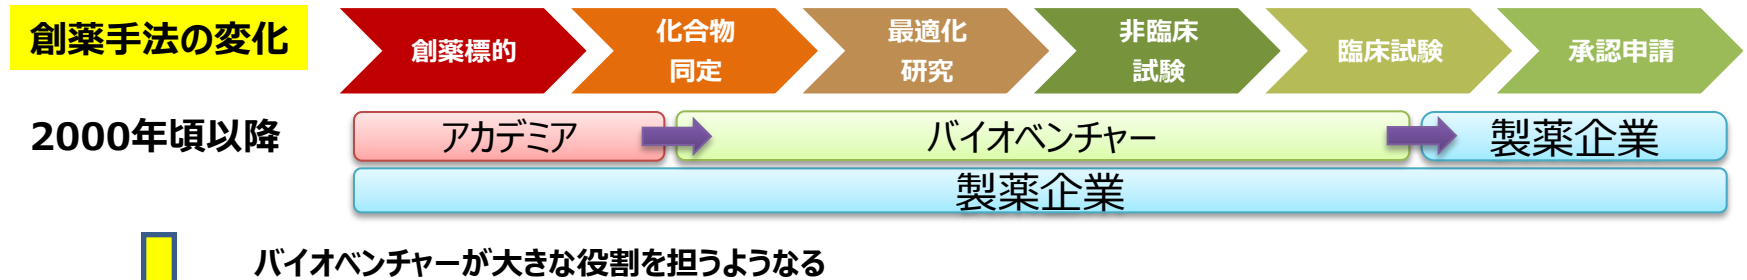 創薬手法の変化
創薬標的
化合物
同定
最適化
研究
非臨床
試験
臨床試験
承認申請
2000年頃以降
アカデミア
バイオベンチャー
製薬企業
製薬企業
バイオベンチャーが大きな役割を担うようなる